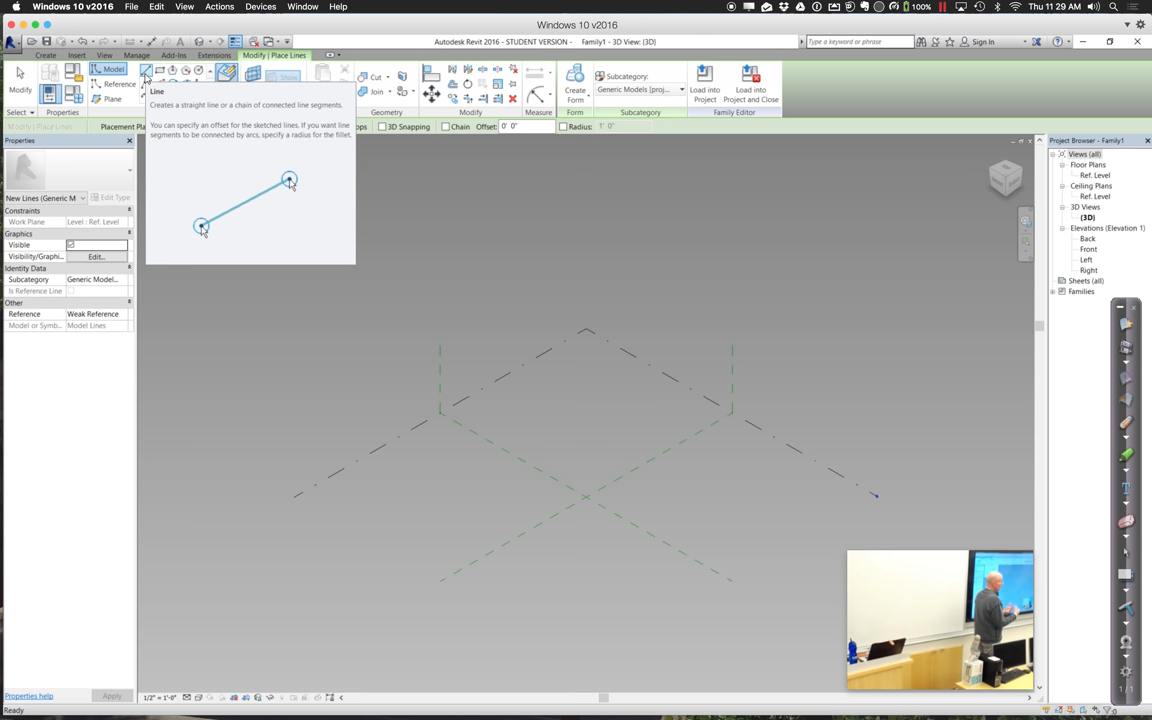 Windows 10 v2016 File Edit View Actions Devices Window Help
100% Thu 11:29 AM
Windows 10 v2016
Autodesk Revit 2016 - STUDENT VERSION - Family1 - 3D View: {3D}
Type a keyword or phrase
Sign In
Create Insert View Manage Add-Ins Extensions Modify | Place Lines
Modify
Model
Reference
Plane
Show
Cut
Join
Create Form
Subcategory:
Generic Models [proj...
Load into Project
Load into Project and Close
Select Properties Geometry Modify Measure Form Subcategory Family Editor
Modify | Place Lines Placement Pla
3D Snapping Chain Offset: 0' 0" Radius: 1' 0"
Line
Creates a straight line or a chain of connected line segments.
You can specify an offset for the sketched lines. If you want line
segments to be connected by arcs, specify a radius for the fillet.
Properties
New Lines (Generic M Edit Type
Constraints
Work Plane Level : Ref. Level
Graphics
Visible
Visibility/Graphi... Edit...
Identity Data
Subcategory Generic Model...
Is Reference Line
Other
Reference Weak Reference
Model or Symb... Model Lines
Properties help Apply
Ready
1/2" = 1'-0"
Project Browser - Family1
Views (all)
Floor Plans
Ref. Level
Ceiling Plans
Ref. Level
3D Views
{3D}
Elevations (Elevation 1)
Back
Front
Left
Right
Sheets (all)
Families
1/1